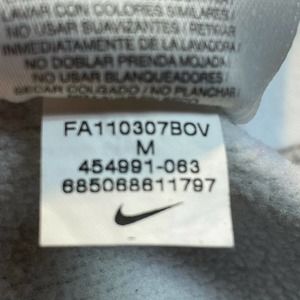 LAVAR CON COLORES SIMILARES /
NO USAR SUAVIZANTES / RETIRAR
INMEDIATAMENTE DE LA LAVADORA /
NO DOBLAR PRENDA MOJADA /
NO USAR BLANQUEADORES /
SECAR COLGADO / NO PLANCHAR /
FA110307BOV
M
454991-063
685068611797